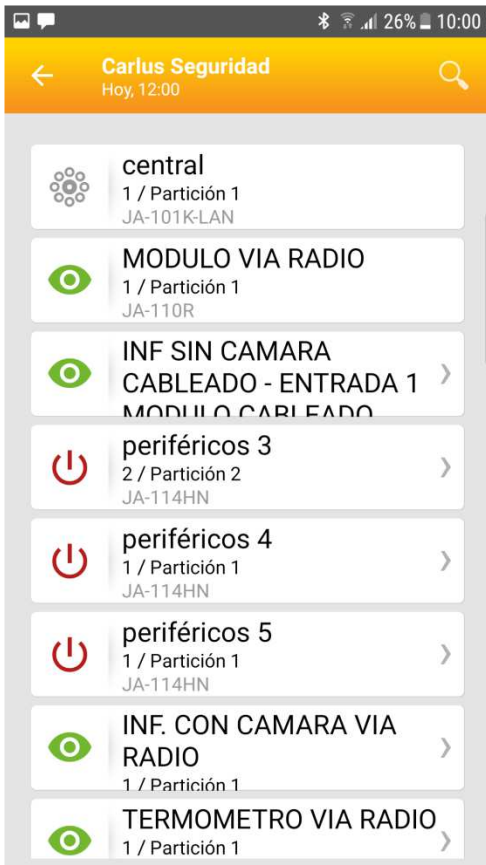 26% 10:00
Carlus Seguridad
Hoy, 12:00
central
1 / Partición 1
JA-101K-LAN
MODULO VIA RADIO
1 / Partición 1
JA-110R
INF SIN CAMARA
CABLEADO - ENTRADA 1
MODULO CABLEADO
periféricos 3
2 / Partición 2
JA-114HN
periféricos 4
1 / Partición 1
JA-114HN
periféricos 5
1 / Partición 1
JA-114HN
INF. CON CAMARA VIA
RADIO
1 / Partición 1
TERMOMETRO VIA RADIO
1 / Partición 1